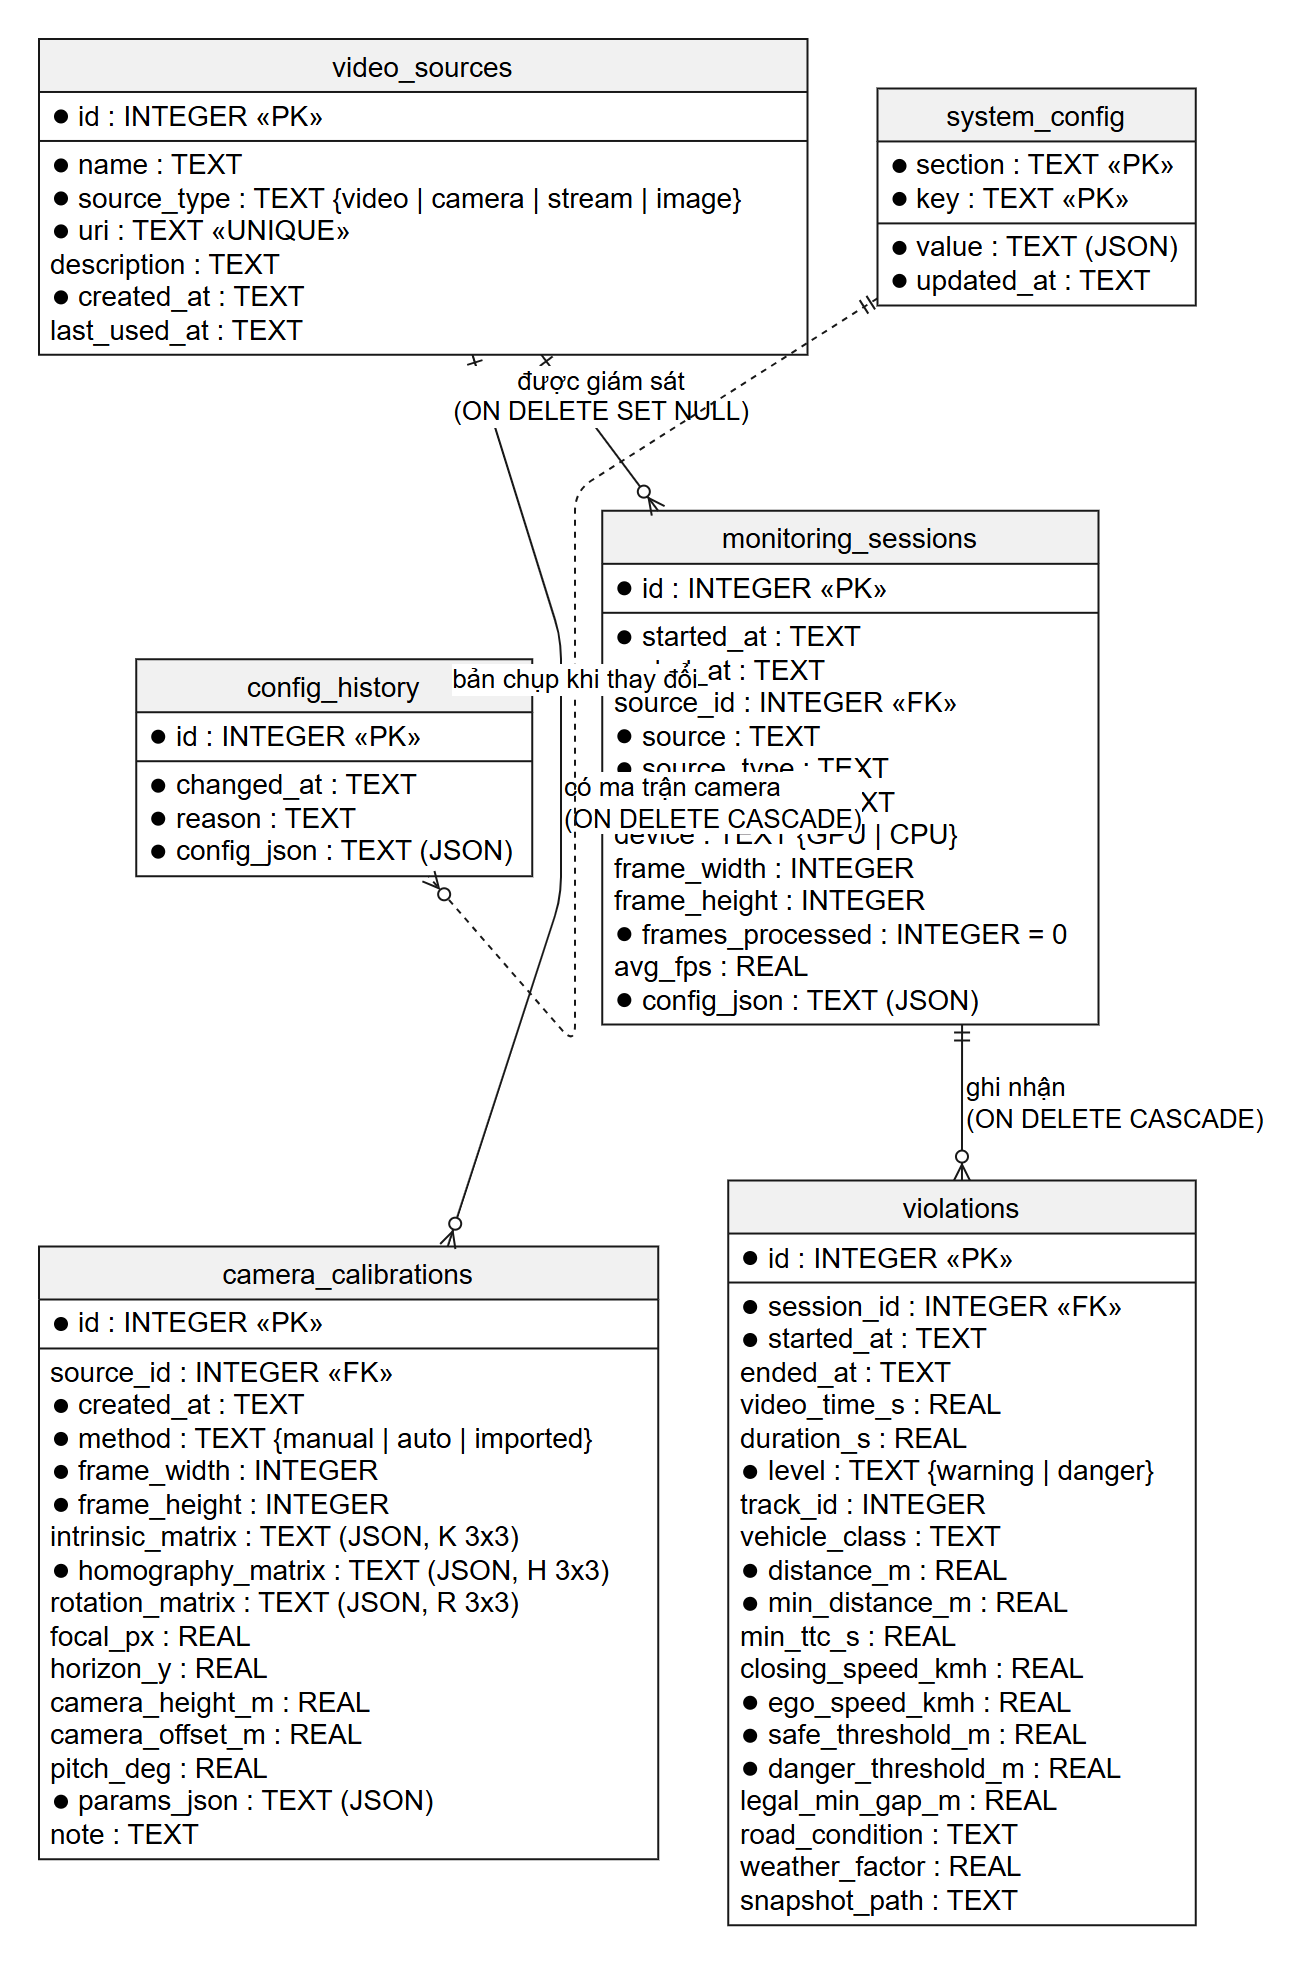 video_sources
id : INTEGER «PK»
name : TEXT
source_type : TEXT {video | camera | stream | image}
uri : TEXT «UNIQUE»
description : TEXT
created_at : TEXT
last_used_at : TEXT
system_config
section : TEXT «PK»
key : TEXT «PK»
value : TEXT (JSON)
updated_at : TEXT
được giám sát
(ON DELETE SET NULL)
monitoring_sessions
id : INTEGER «PK»
started_at : TEXT
_at : TEXT
source_id : INTEGER «FK»
source : TEXT
source_type : TEXT
device : TEXT {GPU | CPU}
frame_width : INTEGER
frame_height : INTEGER
frames_processed : INTEGER = 0
avg_fps : REAL
config_json : TEXT (JSON)
config_history
id : INTEGER «PK»
changed_at : TEXT
reason : TEXT
config_json : TEXT (JSON)
bản chụp khi thay đổi
có ma trận camera
(ON DELETE CASCADE)
ghi nhận
(ON DELETE CASCADE)
camera_calibrations
id : INTEGER «PK»
source_id : INTEGER «FK»
created_at : TEXT
method : TEXT {manual | auto | imported}
frame_width : INTEGER
frame_height : INTEGER
intrinsic_matrix : TEXT (JSON, K 3x3)
homography_matrix : TEXT (JSON, H 3x3)
rotation_matrix : TEXT (JSON, R 3x3)
focal_px : REAL
horizon_y : REAL
camera_height_m : REAL
camera_offset_m : REAL
pitch_deg : REAL
params_json : TEXT (JSON)
note : TEXT
violations
id : INTEGER «PK»
session_id : INTEGER «FK»
started_at : TEXT
ended_at : TEXT
video_time_s : REAL
duration_s : REAL
level : TEXT {warning | danger}
track_id : INTEGER
vehicle_class : TEXT
distance_m : REAL
min_distance_m : REAL
min_ttc_s : REAL
closing_speed_kmh : REAL
ego_speed_kmh : REAL
safe_threshold_m : REAL
danger_threshold_m : REAL
legal_min_gap_m : REAL
road_condition : TEXT
weather_factor : REAL
snapshot_path : TEXT